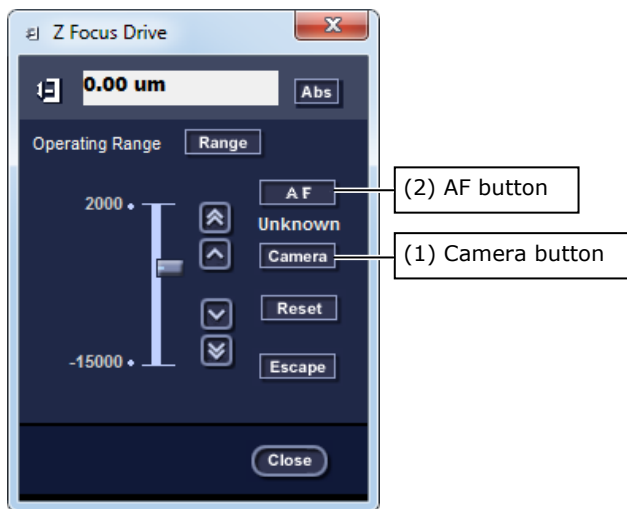 Z Focus Drive
0.00 um
Abs
Operating Range Range
AF
(2) AF button
2000
Unknown
Camera
(1) Camera button
Reset
-15000
Escape
Close